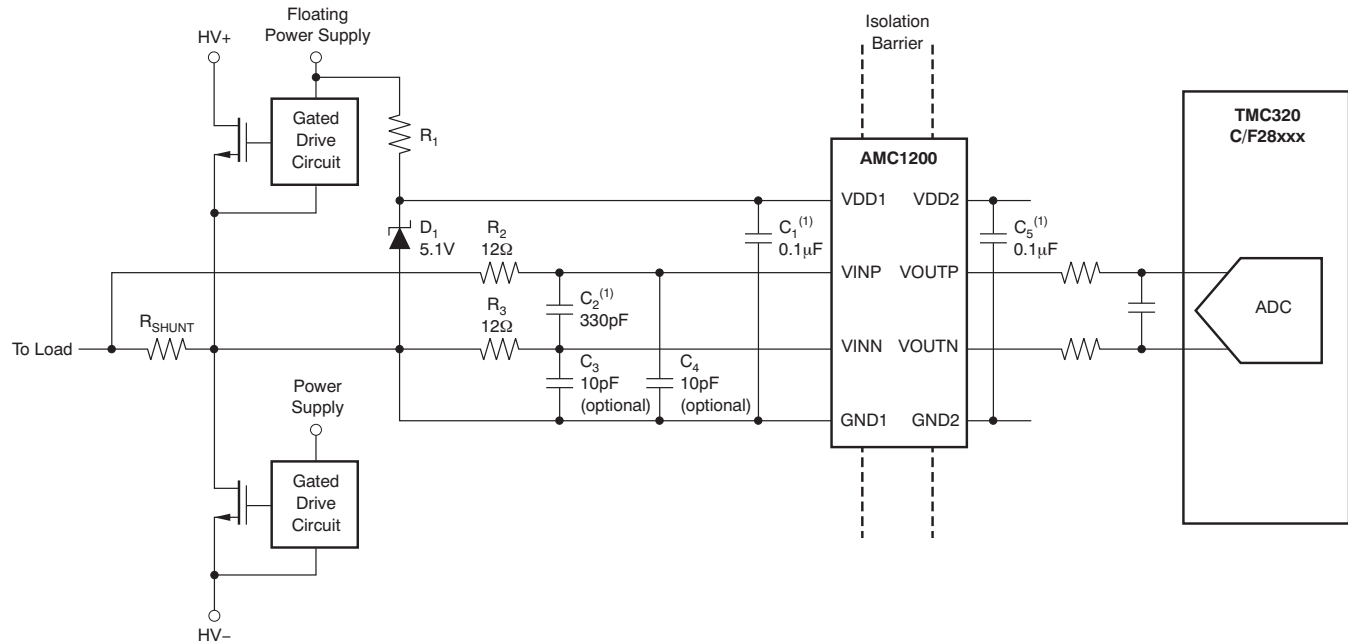 Floating
Power Supply
HV+
Gated
Drive
Circuit
R1
D1
5.1V
R2
12Ω
R3
12Ω
RSHUNT
To Load
C2(1)
330pF
C3
10pF
(optional)
C4
10pF
(optional)
C1(1)
0.1µF
Power
Supply
Gated
Drive
Circuit
HV−
Isolation
Barrier
AMC1200
VDD1
VDD2
VINP
VOUTP
VINN
VOUTN
GND1
GND2
C5(1)
0.1µF
TMC320
C/F28xxx
ADC